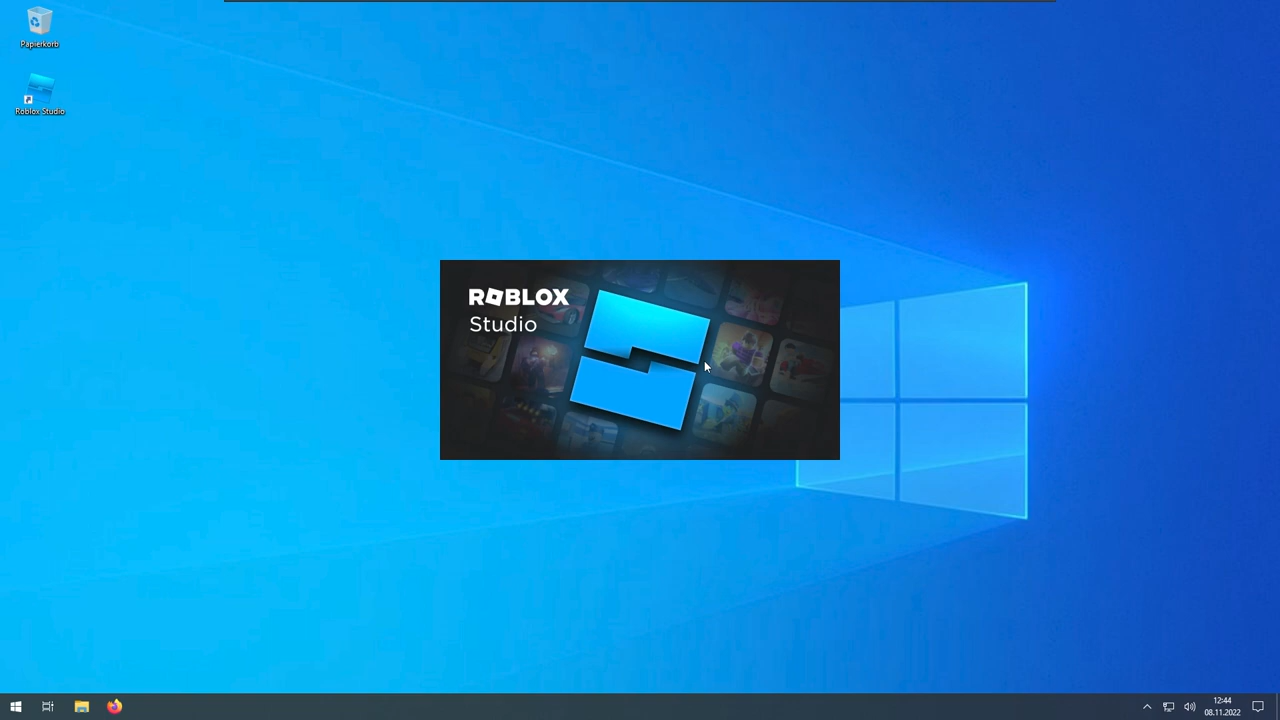 Papierkorb
Roblox Studio
ROBLOX
Studio
12:44
08.11.2022